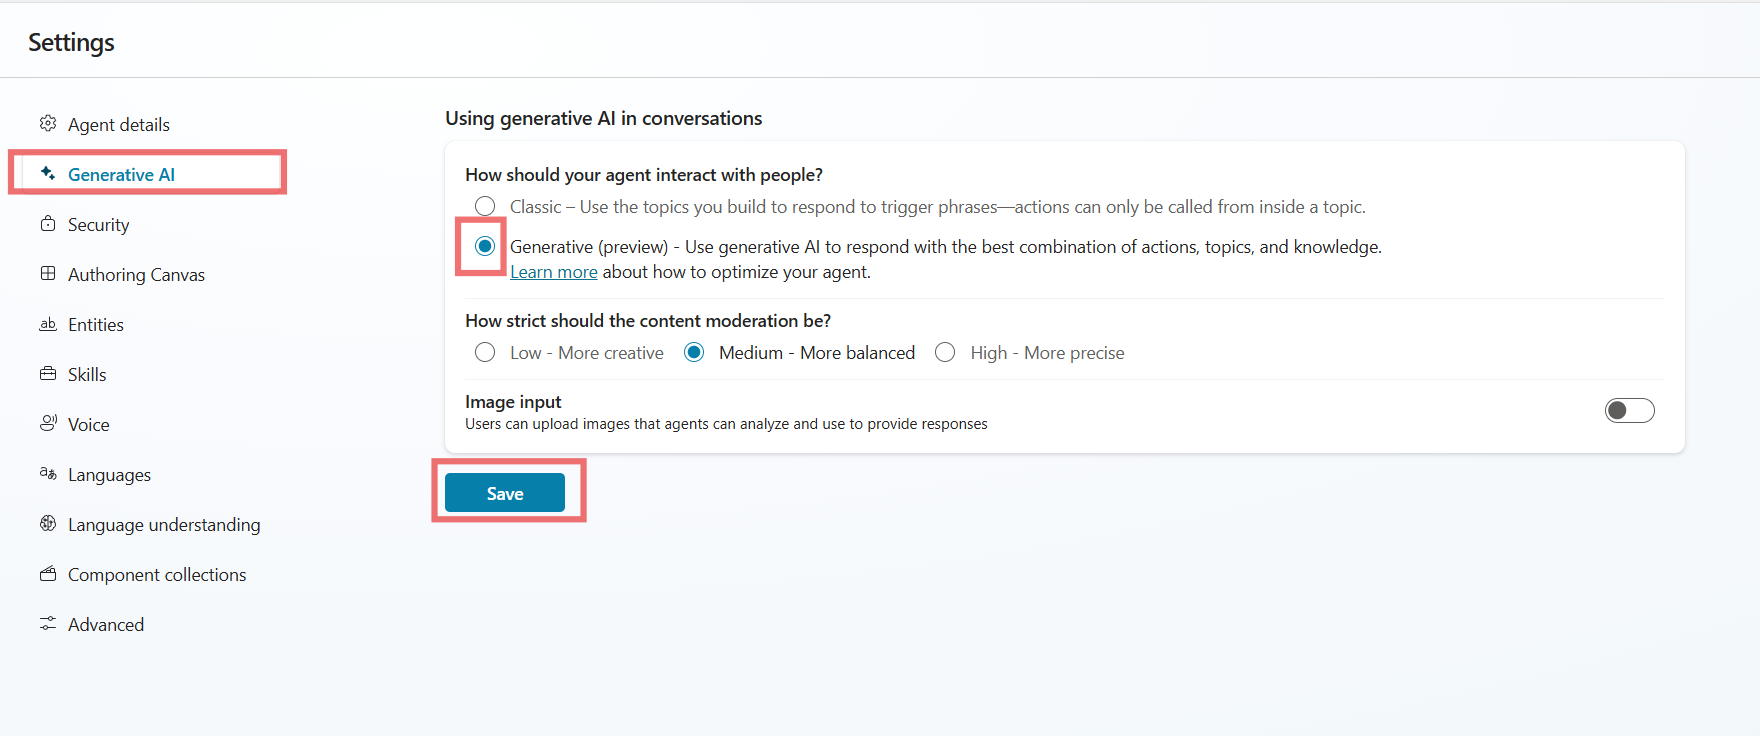 Settings
Agent details
Generative AI
Security
Authoring Canvas
Entities
Skills
Voice
Languages
Language understanding
Component collections
Advanced
Using generative AI in conversations
How should your agent interact with people?
Classic – Use the topics you build to respond to trigger phrases—actions can only be called from inside a topic.
Generative (preview) - Use generative AI to respond with the best combination of actions, topics, and knowledge.
Learn more about how to optimize your agent.
How strict should the content moderation be?
Low - More creative Medium - More balanced High - More precise
Image input
Users can upload images that agents can analyze and use to provide responses
Save